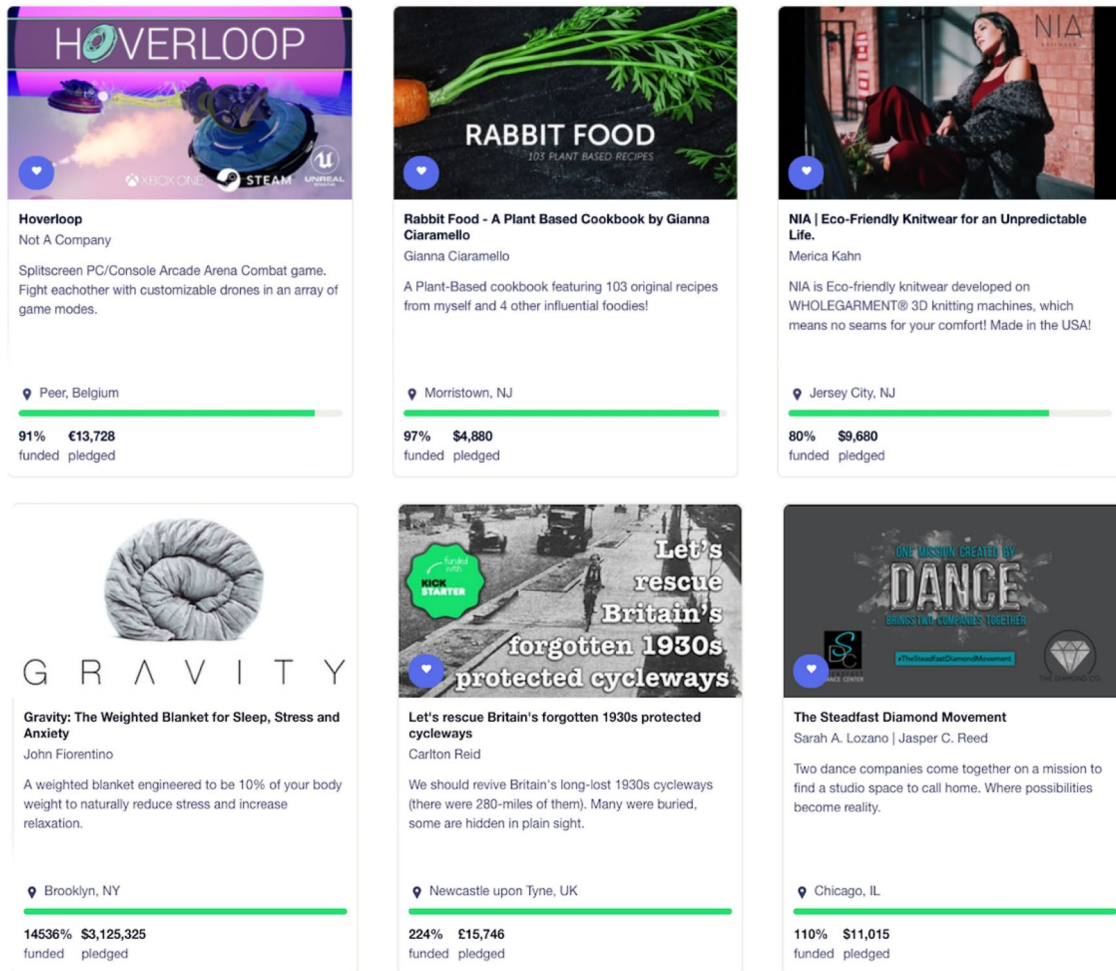 HOVERLOOP
XBOX ONE
STEAM
UNREAL
Hoverloop
Not A Company
Splitscreen PC/Console Arcade Arena Combat game.
Fight eachother with customizable drones in an array of
game modes.
Peer, Belgium
91% €13,728
funded pledged
RABBIT FOOD
103 PLANT BASED RECIPES
Rabbit Food - A Plant Based Cookbook by Gianna
Ciaramello
Gianna Ciaramello
A Plant-Based cookbook featuring 103 original recipes
from myself and 4 other influential foodies!
Morristown, NJ
97% $4,880
funded pledged
NIA
NIA | Eco-Friendly Knitwear for an Unpredictable
Life.
Merica Kahn
NIA is Eco-friendly knitwear developed on
WHOLEGARMENT® 3D knitting machines, which
means no seams for your comfort! Made in the USA!
Jersey City, NJ
80% $9,680
funded pledged
GRAVITY
Gravity: The Weighted Blanket for Sleep, Stress and
Anxiety
John Fiorentino
A weighted blanket engineered to be 10% of your body
weight to naturally reduce stress and increase
relaxation.
Brooklyn, NY
14536% $3,125,325
funded pledged
funded
with
KICK
STARTER
Let's
rescue
Britain's
forgotten 1930s
protected cycleways
Let's rescue Britain's forgotten 1930s protected
cycleways
Carlton Reid
We should revive Britain's long-lost 1930s cycleways
(there were 280-miles of them). Many were buried,
some are hidden in plain sight.
Newcastle upon Tyne, UK
224% £15,746
funded pledged
ONE MISSION CREATED BY
DANCE
BRINGS TWO COMPANIES TOGETHER
#TheSteadfastDiamondMovement
THE DIAMOND CO.
The Steadfast Diamond Movement
Sarah A. Lozano | Jasper C. Reed
Two dance companies come together on a mission to
find a studio space to call home. Where possibilities
become reality.
Chicago, IL
110% $11,015
funded pledged